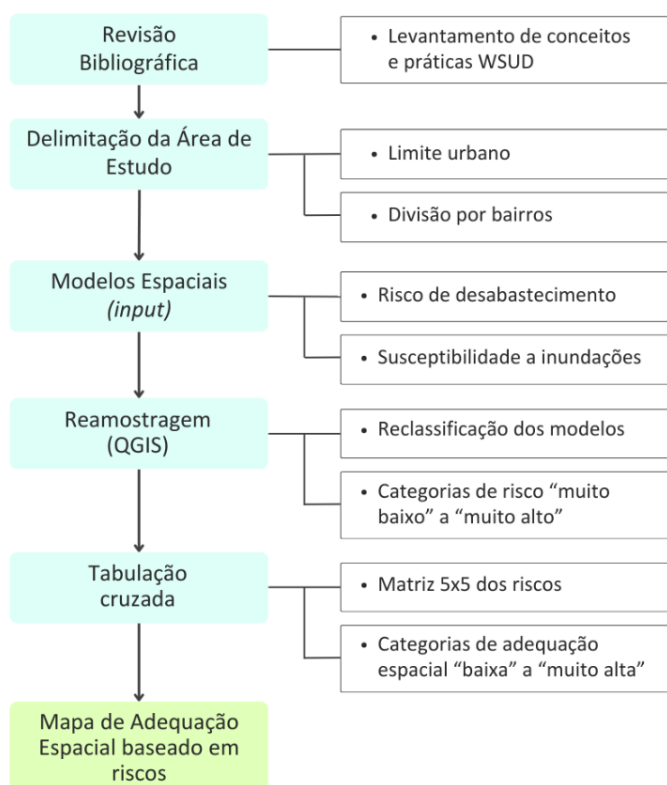 Revisão
Bibliográfica
• Levantamento de conceitos
e práticas WSUD
Delimitação da Área de
Estudo
• Limite urbano
• Divisão por bairros
Modelos Espaciais
(input)
• Risco de desabastecimento
• Susceptibilidade a inundações
Reamostragem
(QGIS)
• Reclassificação dos modelos
• Categorias de risco “muito
baixo” a “muito alto”
Tabulação
cruzada
• Matriz 5x5 dos riscos
• Categorias de adequação
espacial “baixa” a “muito alta”
Mapa de Adequação
Espacial baseado em
riscos